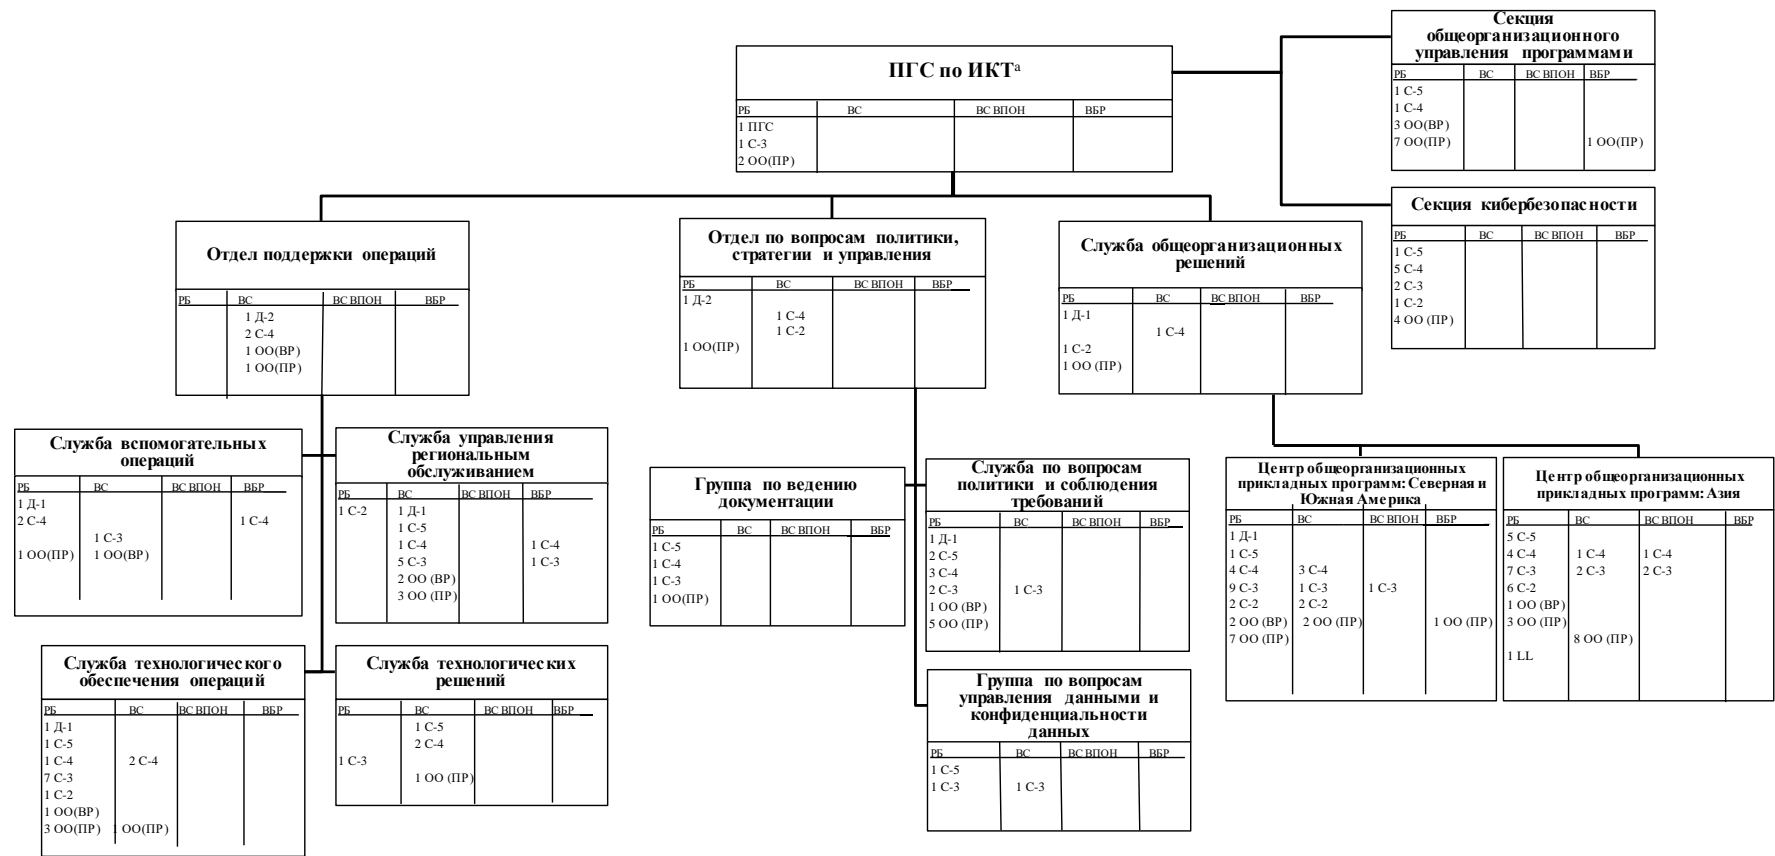 ПГС по ИКТа
РБ ВС ВС ВПОН ВБР
1 ПГС
1 С-3
2 ОО(ПР)
Секция
общеорганизационного
управления программами
РБ ВС ВС ВПОН ВБР
1 С-5
1 С-4
3 ОО(ВР)
7 ОО(ПР) 1 ОО(ПР)
Секция кибербезопасности
РБ ВС ВС ВПОН ВБР
1 С-5
5 С-4
2 С-3
1 С-2
4 ОО (ПР)
Отдел поддержки операций
РБ ВС ВС ВПОН ВБР
1 Д-2
2 С-4
1 ОО(ВР)
1 ОО(ПР)
Отдел по вопросам политики,
стратегии и управления
РБ ВС ВС ВПОН ВБР
1 Д-2
1 С-4
1 С-2
1 ОО(ПР)
Служба общеорганизационных
решений
РБ ВС ВС ВПОН ВБР
1 Д-1
1 С-4
1 С-2
1 ОО (ПР)
Служба вспомогательных
операций
РБ ВС ВС ВПОН ВБР
1 Д-1
2 С-4 1 С-4
1 С-3
1 ОО(ПР) 1 ОО(ВР)
Служба управления
региональным
обслуживанием
РБ ВС ВС ВПОН ВБР
1 С-2 1 Д-1
1 С-5
1 С-4 1 С-4
5 С-3 1 С-3
2 ОО (ВР)
3 ОО (ПР)
Группа по ведению
документации
РБ ВС ВС ВПОН ВБР
1 С-5
1 С-4
1 С-3
1 ОО(ПР)
Служба по вопросам
политики и соблюдения
требований
РБ ВС ВС ВПОН ВБР
1 Д-1
2 С-5
3 С-4
2 С-3 1 С-3
1 ОО (ВР)
5 ОО (ПР)
Центр общеорганизационных
прикладных программ: Северная и
Южная Америка
РБ ВС ВС ВПОН ВБР
1 Д-1
1 С-5
4 С-4 3 С-4
9 С-3 1 С-3 1 С-3
2 С-2 2 С-2
2 ОО (ВР) 2 ОО (ПР) 1 ОО (ПР)
7 ОО (ПР)
Центр общеорганизационных
прикладных программ: Азия
РБ ВС ВС ВПОН ВБР
5 С-5
4 С-4 1 С-4 1 С-4
7 С-3 2 С-3 2 С-3
6 С-2
1 ОО (ВР)
3 ОО (ПР)
8 ОО (ПР)
1 LL
Служба технологического
обеспечения операций
РБ ВС ВС ВПОН ВБР
1 Д-1
1 С-5
1 С-4 2 С-4
7 С-3
1 С-2
1 ОО(ВР)
3 ОО(ПР) 1 ОО(ПР)
Служба технологических
решений
РБ ВС ВС ВПОН ВБР
1 С-5
2 С-4
1 С-3
1 ОО (ПР)
Группа по вопросам
управления данными и
конфиденциальности
данных
РБ ВС ВС ВПОН ВБР
1 С-5
1 С-3 1 С-3